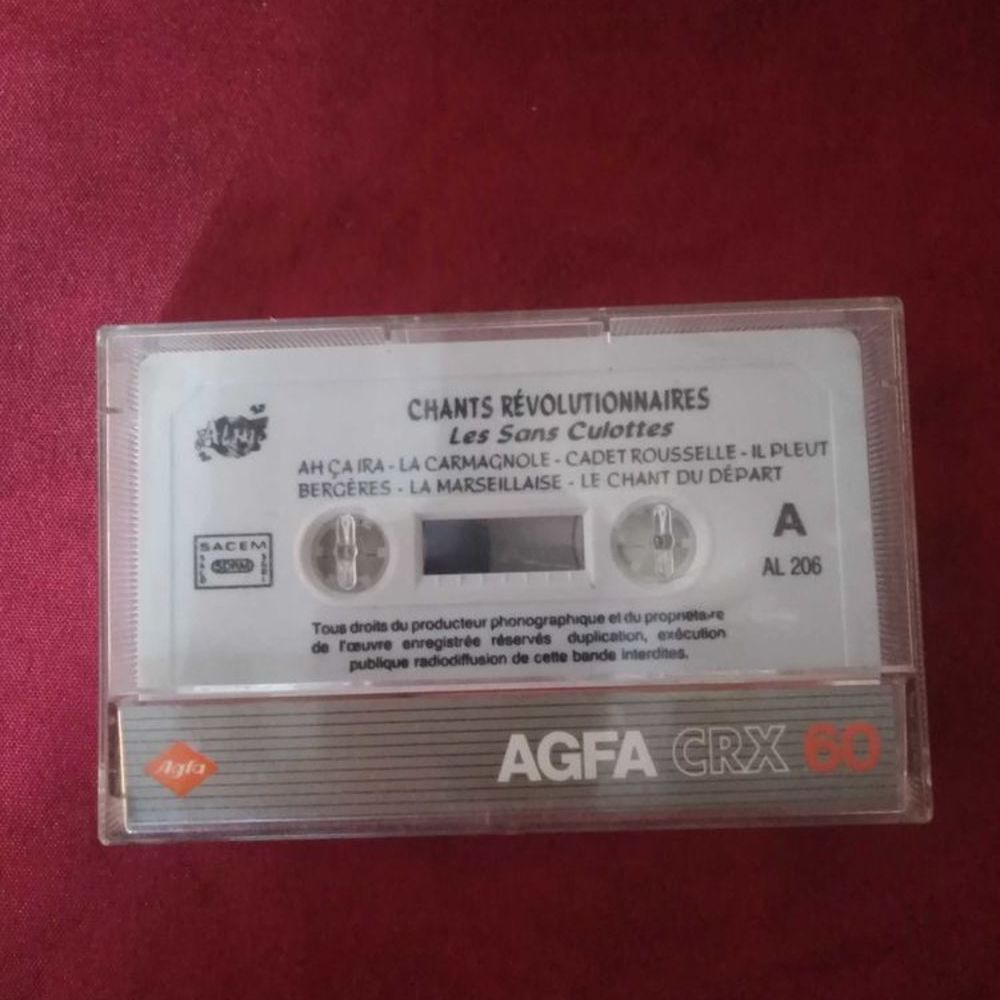 CHANTS RÉVOLUTIONNAIRES
Les Sans Culottes
AH ÇA IRA - LA CARMAGNOLE - CADET ROUSSELLE - IL PLEUT
BERGÈRES - LA MARSEILLAISE - LE CHANT DU DÉPART
A
AL 206
SACEM
SDRM
Tous droits du producteur phonographique et du propriétaire
de l'œuvre enregistrée réservés duplication, exécution
publique radiodiffusion de cette bande interdites.
Agfa
AGFA CRX 60